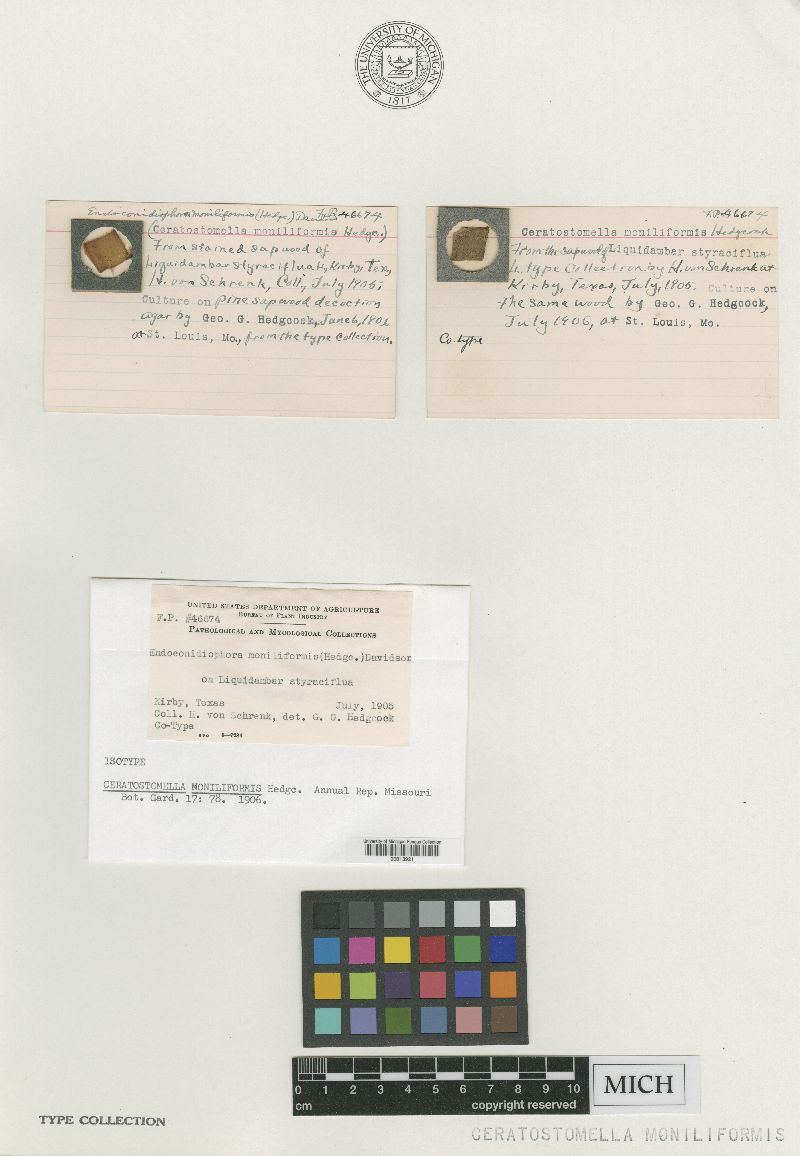 THE UNIVERSITY OF MICHIGAN
1817
Endoconidiophora moniliformis (Hedgc.) F.P. 46674
(Ceratostomella moniliformis Hedgc.)
From stained sapwood of
Liquidambar styraciflua L., Kirby, Tex,
H. von Schrenk, Coll., July 1905;
Culture on pine sapwood decoction
agar by Geo. G. Hedgcock, June 6, 1906
at St. Louis, Mo., from the type collection.
F.P. 46674
Ceratostomella moniliformis Hedgcock
From the sapwood of Liquidambar styraciflua
L. type Collection by H. von Schrenk at
Kirby, Texas, July, 1905. Culture on
the same wood by Geo. G. Hedgcock,
July 1906, at St. Louis, Mo.
Co type
UNITED STATES DEPARTMENT OF AGRICULTURE
BUREAU OF PLANT INDUSTRY
F.P. #46674
PATHOLOGICAL AND MYCOLOGICAL COLLECTIONS
Endoconidiophora moniliformis(Hedgc.)Davidson
on Liquidambar styraciflua
Kirby, Texas July, 1905
Coll. H. von Schrenk, det. G. G. Hedgcock
Co-Type
GPO 8—7234
ISOTYPE
CERATOSTOMELLA MONILIFORMIS Hedgc. Annual Rep. Missouri
Bot. Gard. 17: 78. 1906.
University of Michigan Fungus Collection
00013921
0 1 2 3 4 5 6 7 8 9 10
cm copyright reserved
MICH
TYPE COLLECTION
CERATOSTOMELLA MONILIFORMIS